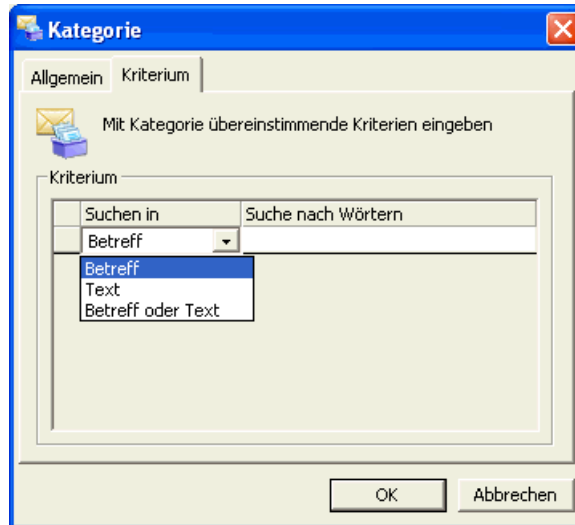 Kategorie
Allgemein Kriterium
Mit Kategorie übereinstimmende Kriterien eingeben
Kriterium
Suchen in Suche nach Wörtern
Betreff
Betreff
Text
Betreff oder Text
OK Abbrechen